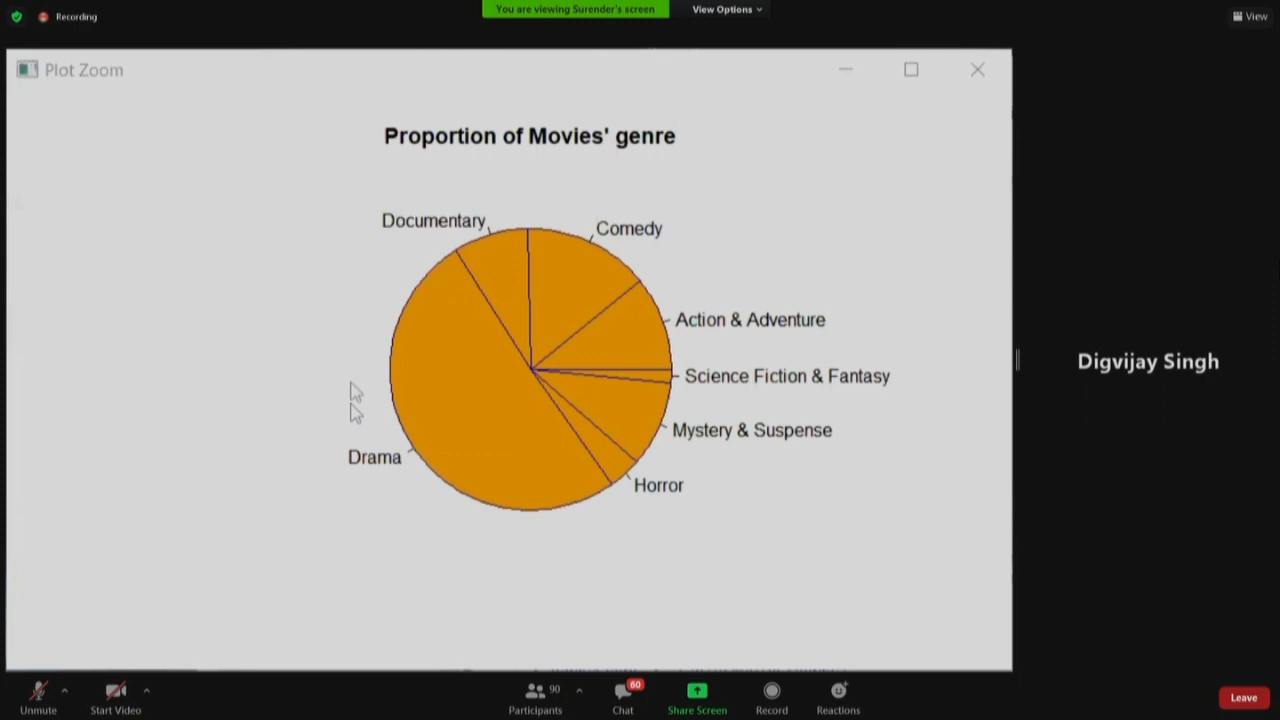 Recording
You are viewing Surender's screen
View Options
View
Plot Zoom
Proportion of Movies' genre
Documentary
Comedy
Action & Adventure
Science Fiction & Fantasy
Mystery & Suspense
Drama
Horror
Digvijay Singh
Unmute
Start Video
90
Participants
60
Chat
Share Screen
Record
Reactions
Leave